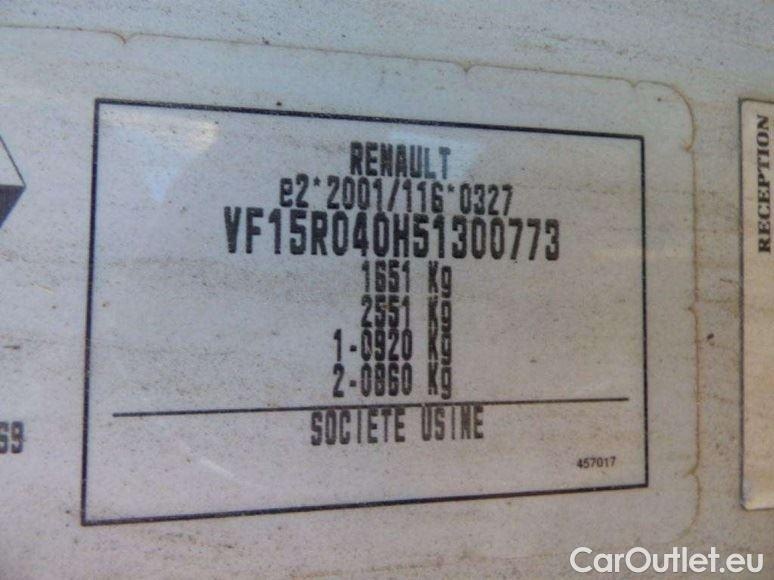 RENAULT
e2*2001/116*0327
VF15R040H51300773
1651 Kg
2551 Kg
1-0920 Kg
2-0860 Kg
SOCIETE USINE
457017
69
RECEPTION
CarOutlet.eu